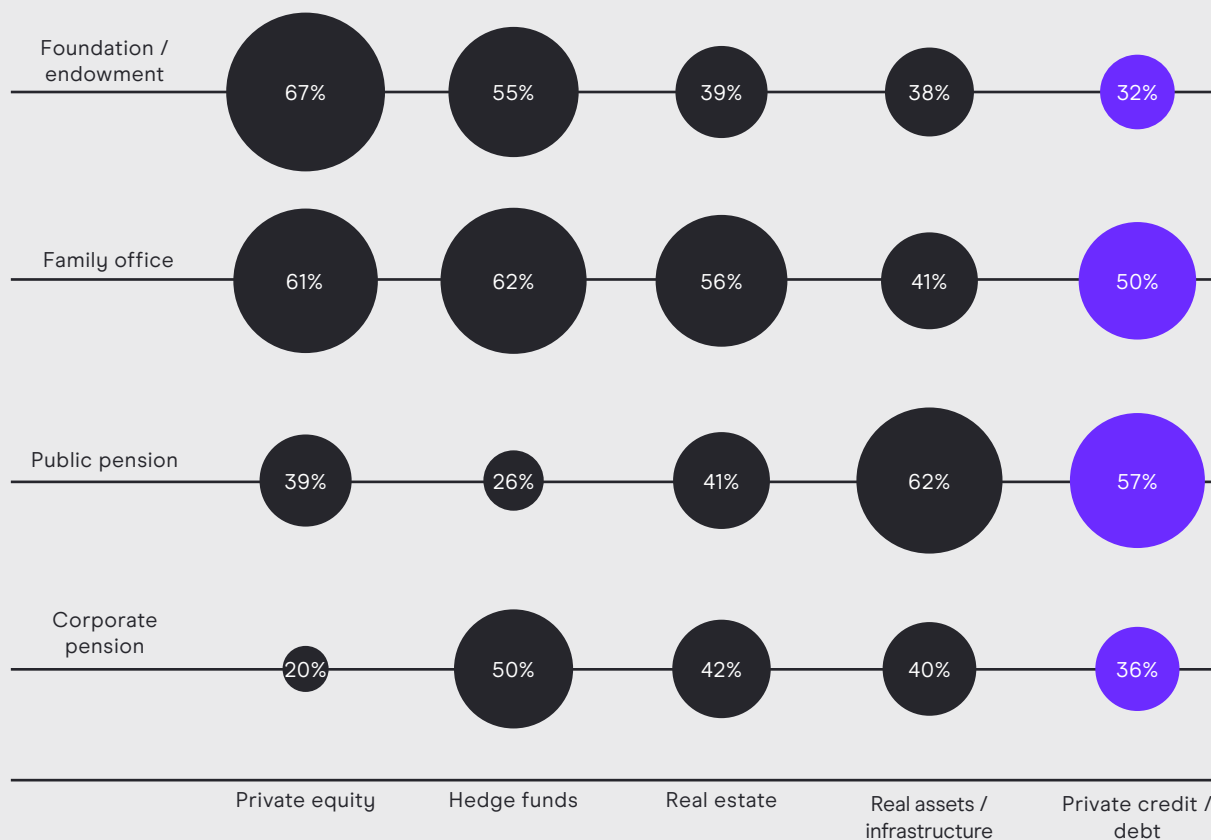 Foundation /
endowment
67%
55%
39%
38%
32%
Family office
61%
62%
56%
41%
50%
Public pension
39%
26%
41%
62%
57%
Corporate
pension
20%
50%
42%
40%
36%
Private equity
Hedge funds
Real estate
Real assets /
infrastructure
Private credit /
debt